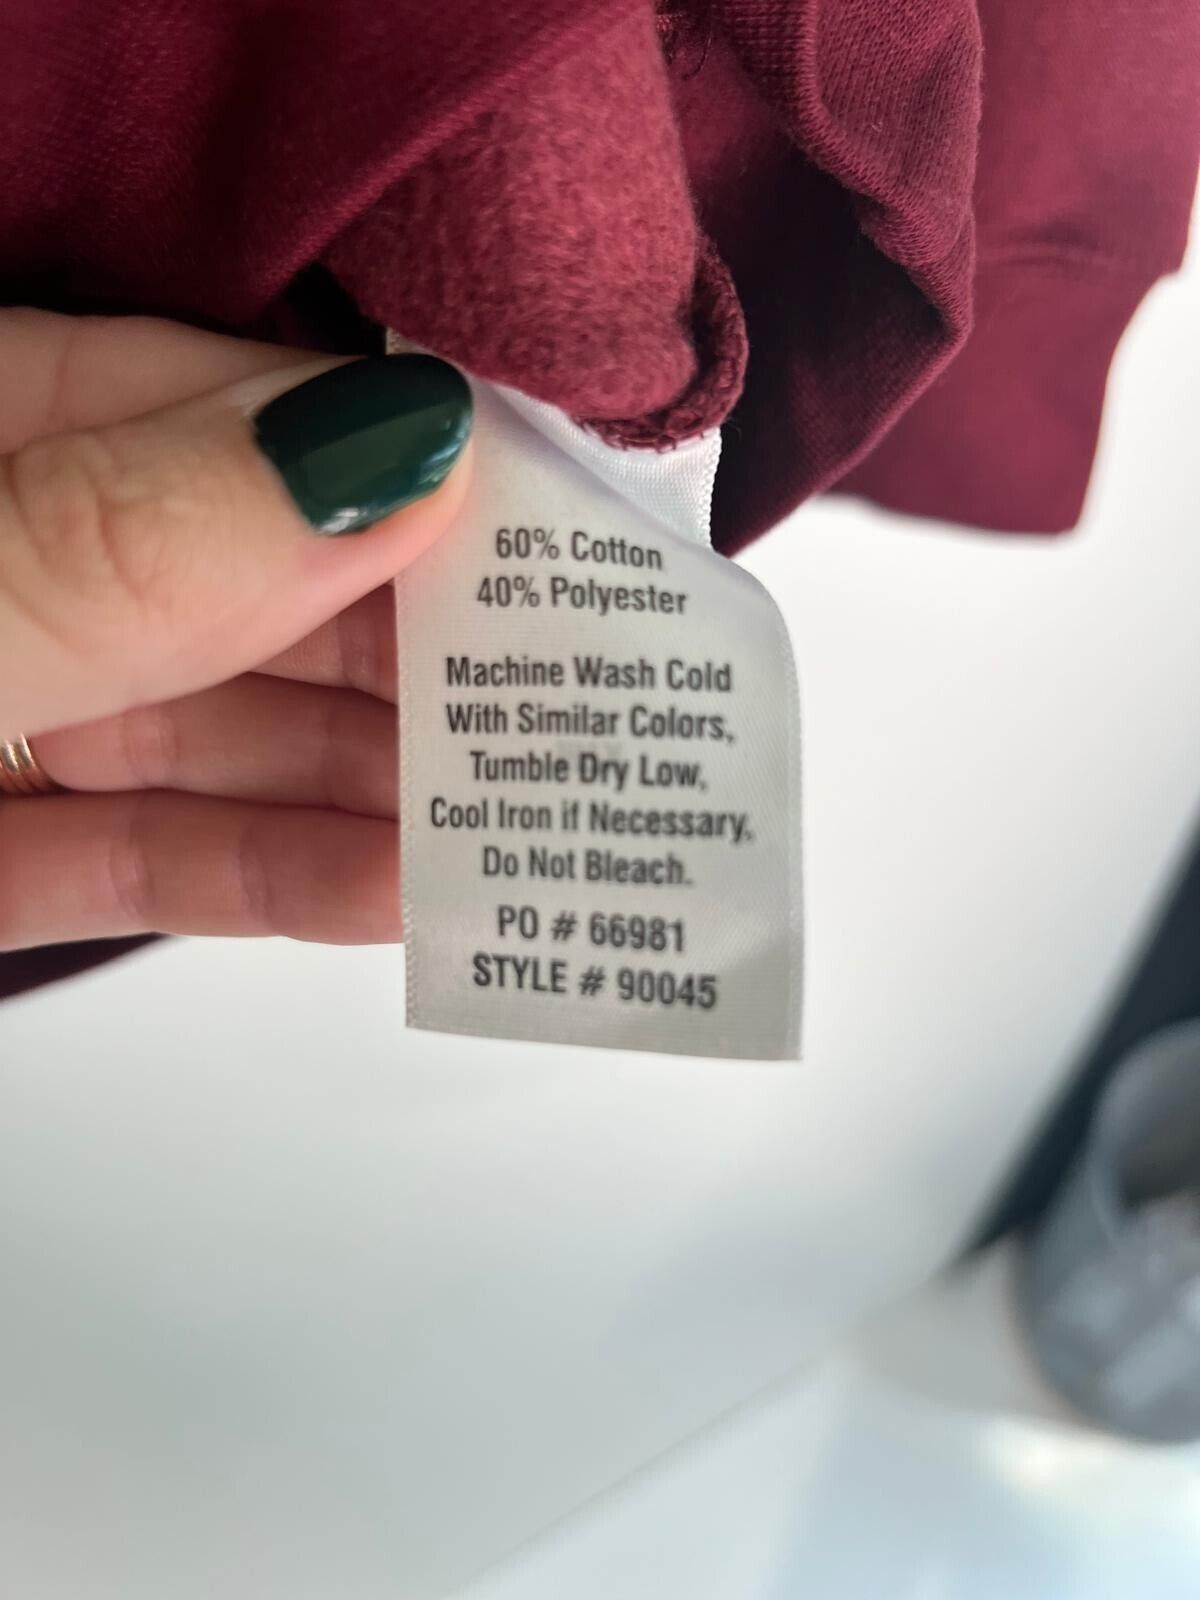 60% Cotton
40% Polyester
Machine Wash Cold
With Similar Colors,
Tumble Dry Low,
Cool Iron if Necessary,
Do Not Bleach.
PO # 66981
STYLE # 90045